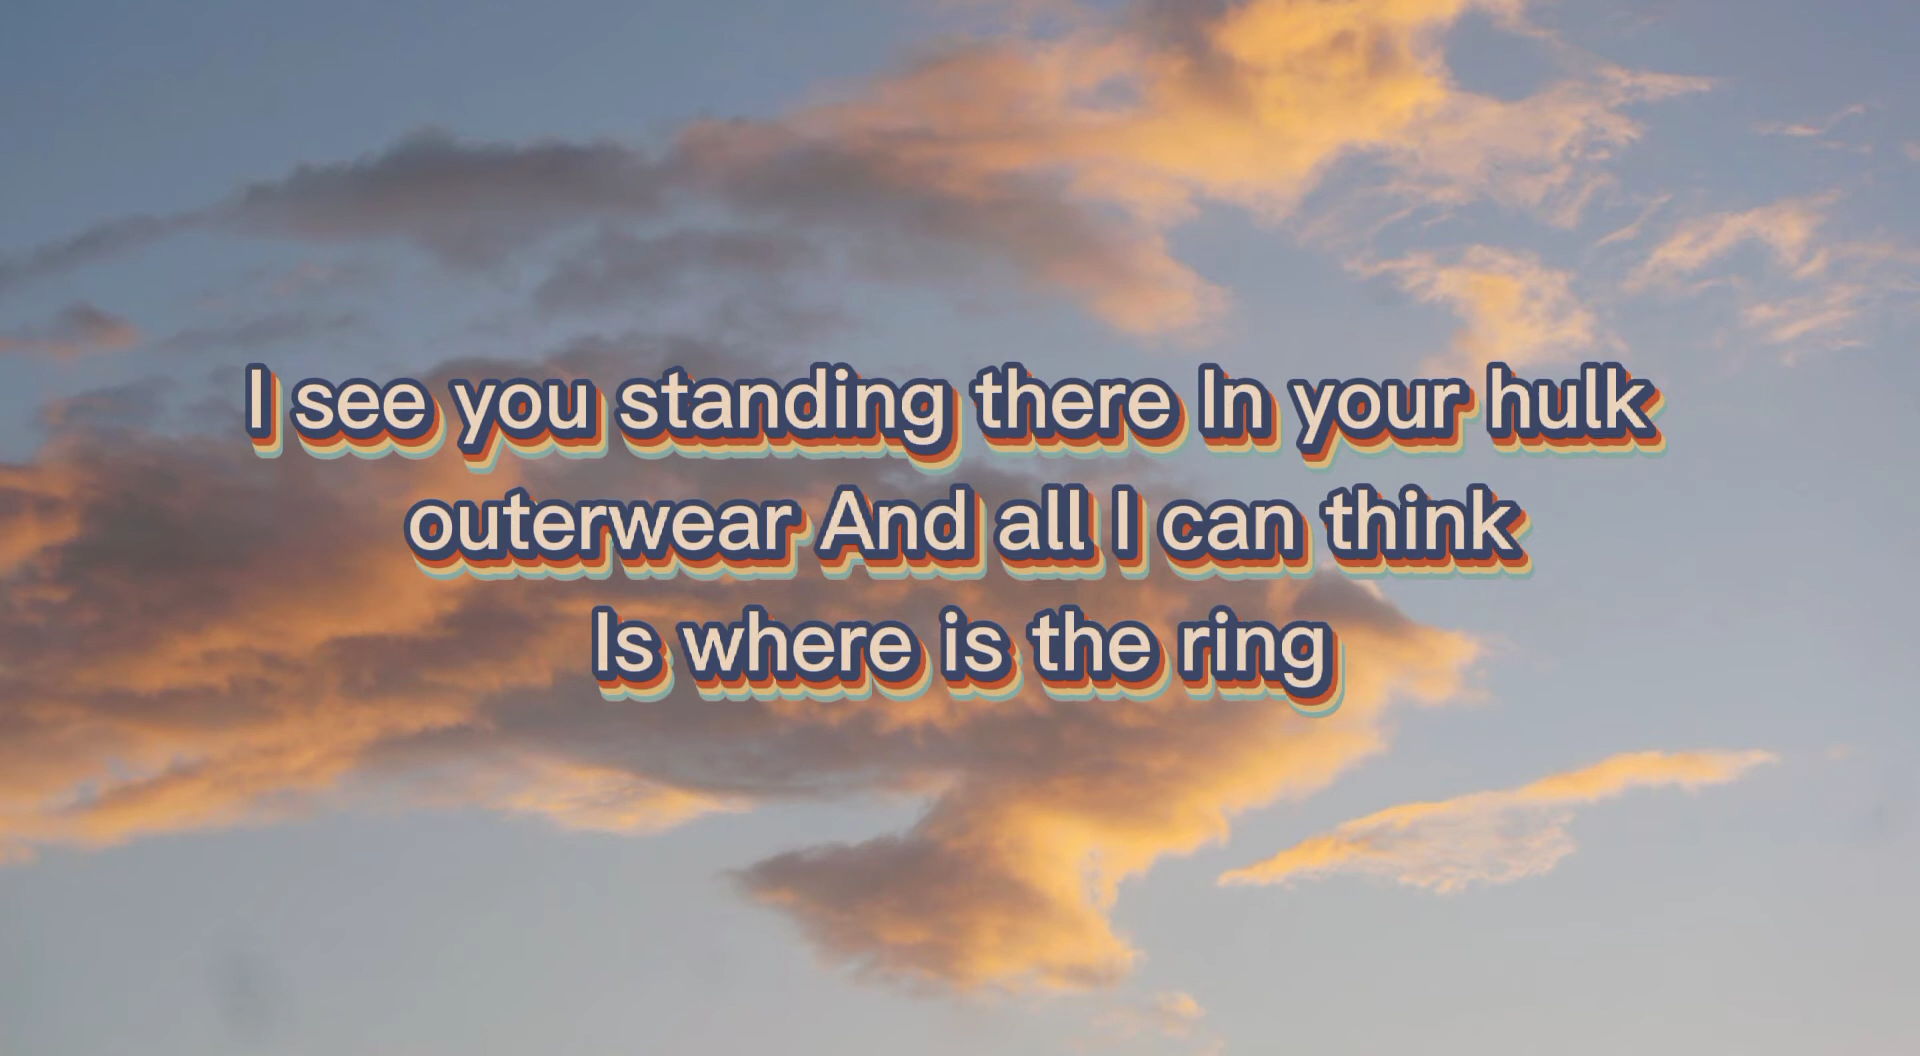 I see you standing there In your hulk
outerwear And all I can think
Is where is the ring